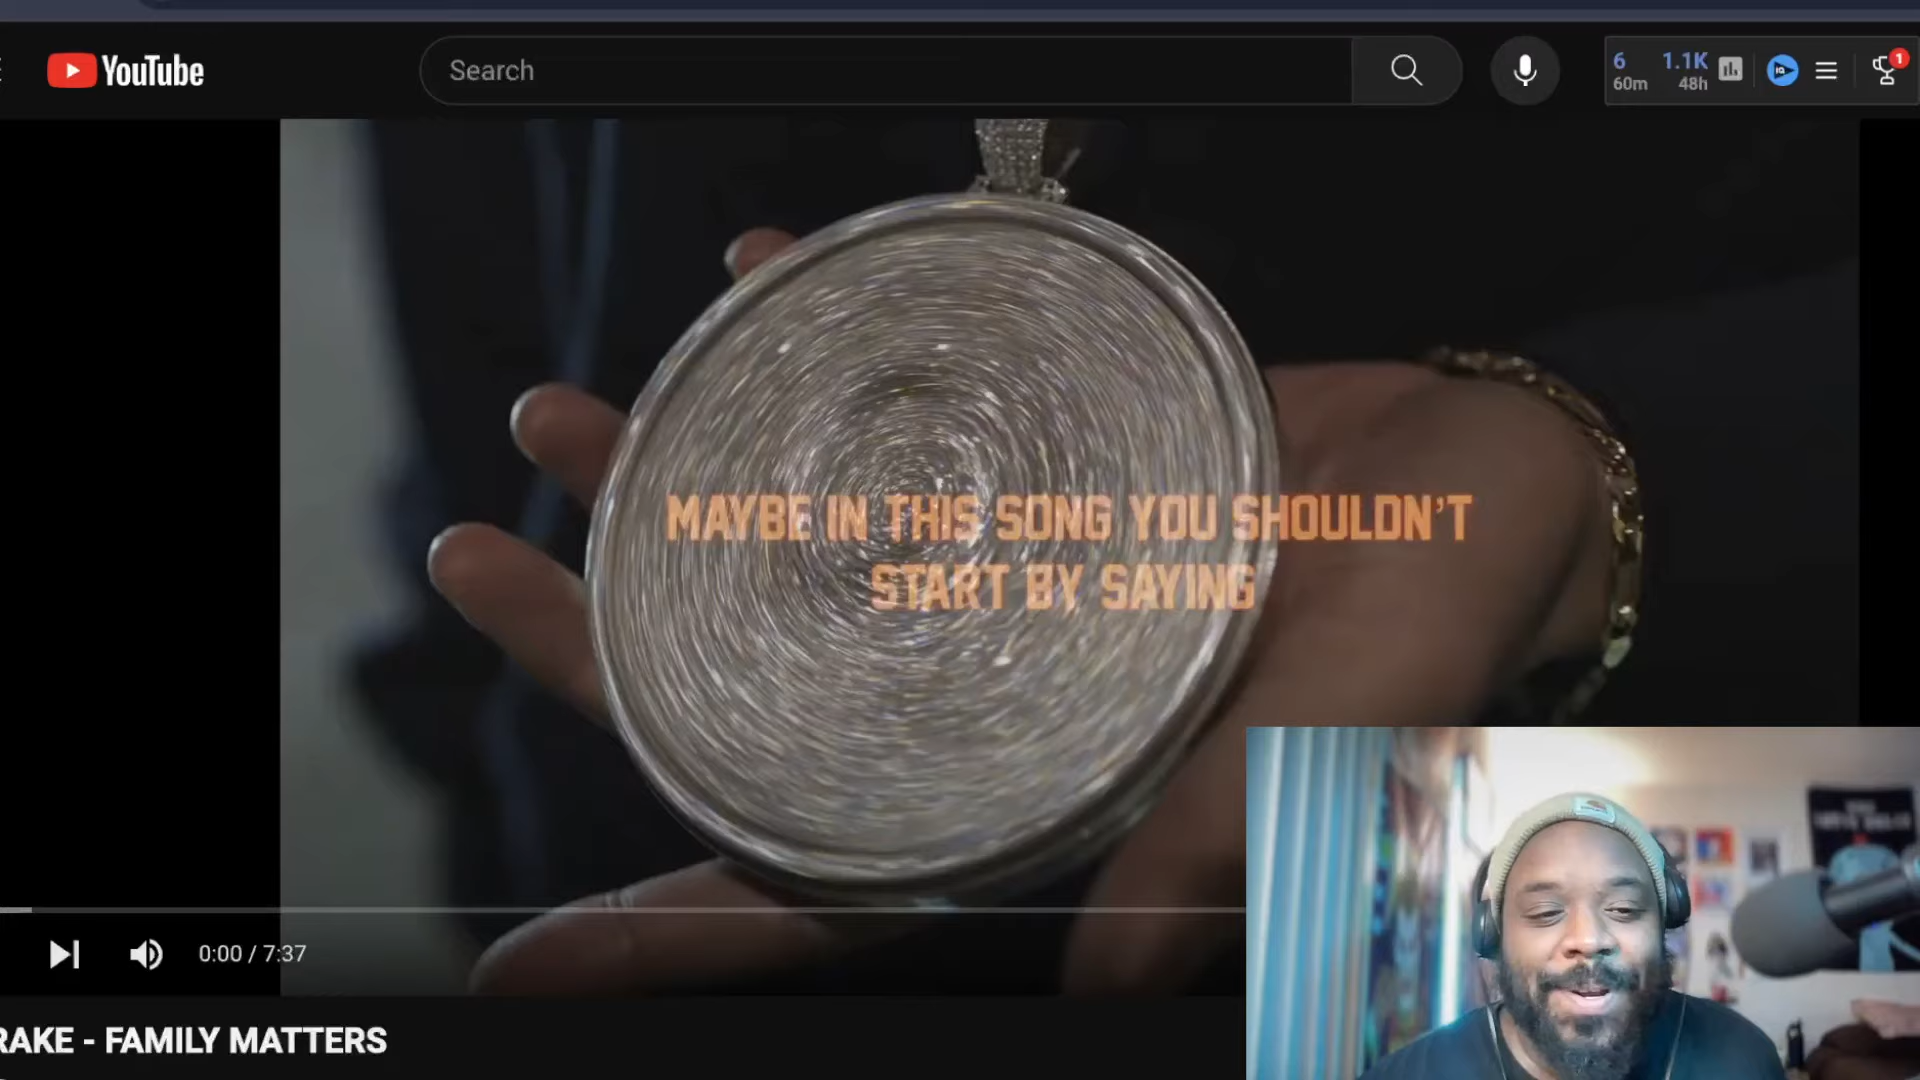 YouTube
Search
6
60m
1.1K
48h
1
MAYBE IN THIS SONG YOU SHOULDN'T
START BY SAYING
0:00 / 7:37
RAKE - FAMILY MATTERS